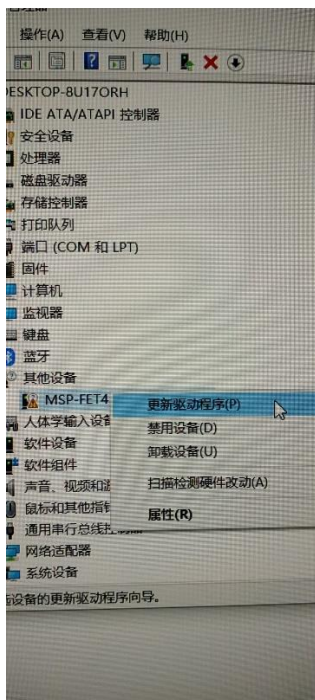 操作(A) 查看(V) 帮助(H)
ESKTOP-8U17ORH
IDE ATA/ATAPI 控制器
安全设备
处理器
磁盘驱动器
存储控制器
打印队列
端口 (COM 和 LPT)
固件
计算机
监视器
键盘
蓝牙
其他设备
MSP-FET4
更新驱动程序(P)
人体学输入设
禁用设备(D)
软件设备
卸载设备(U)
软件组件
声音、视频和
扫描检测硬件改动(A)
鼠标和其他指
属性(R)
通用串行总线
网络适配器
系统设备
设备的更新驱动程序向导。